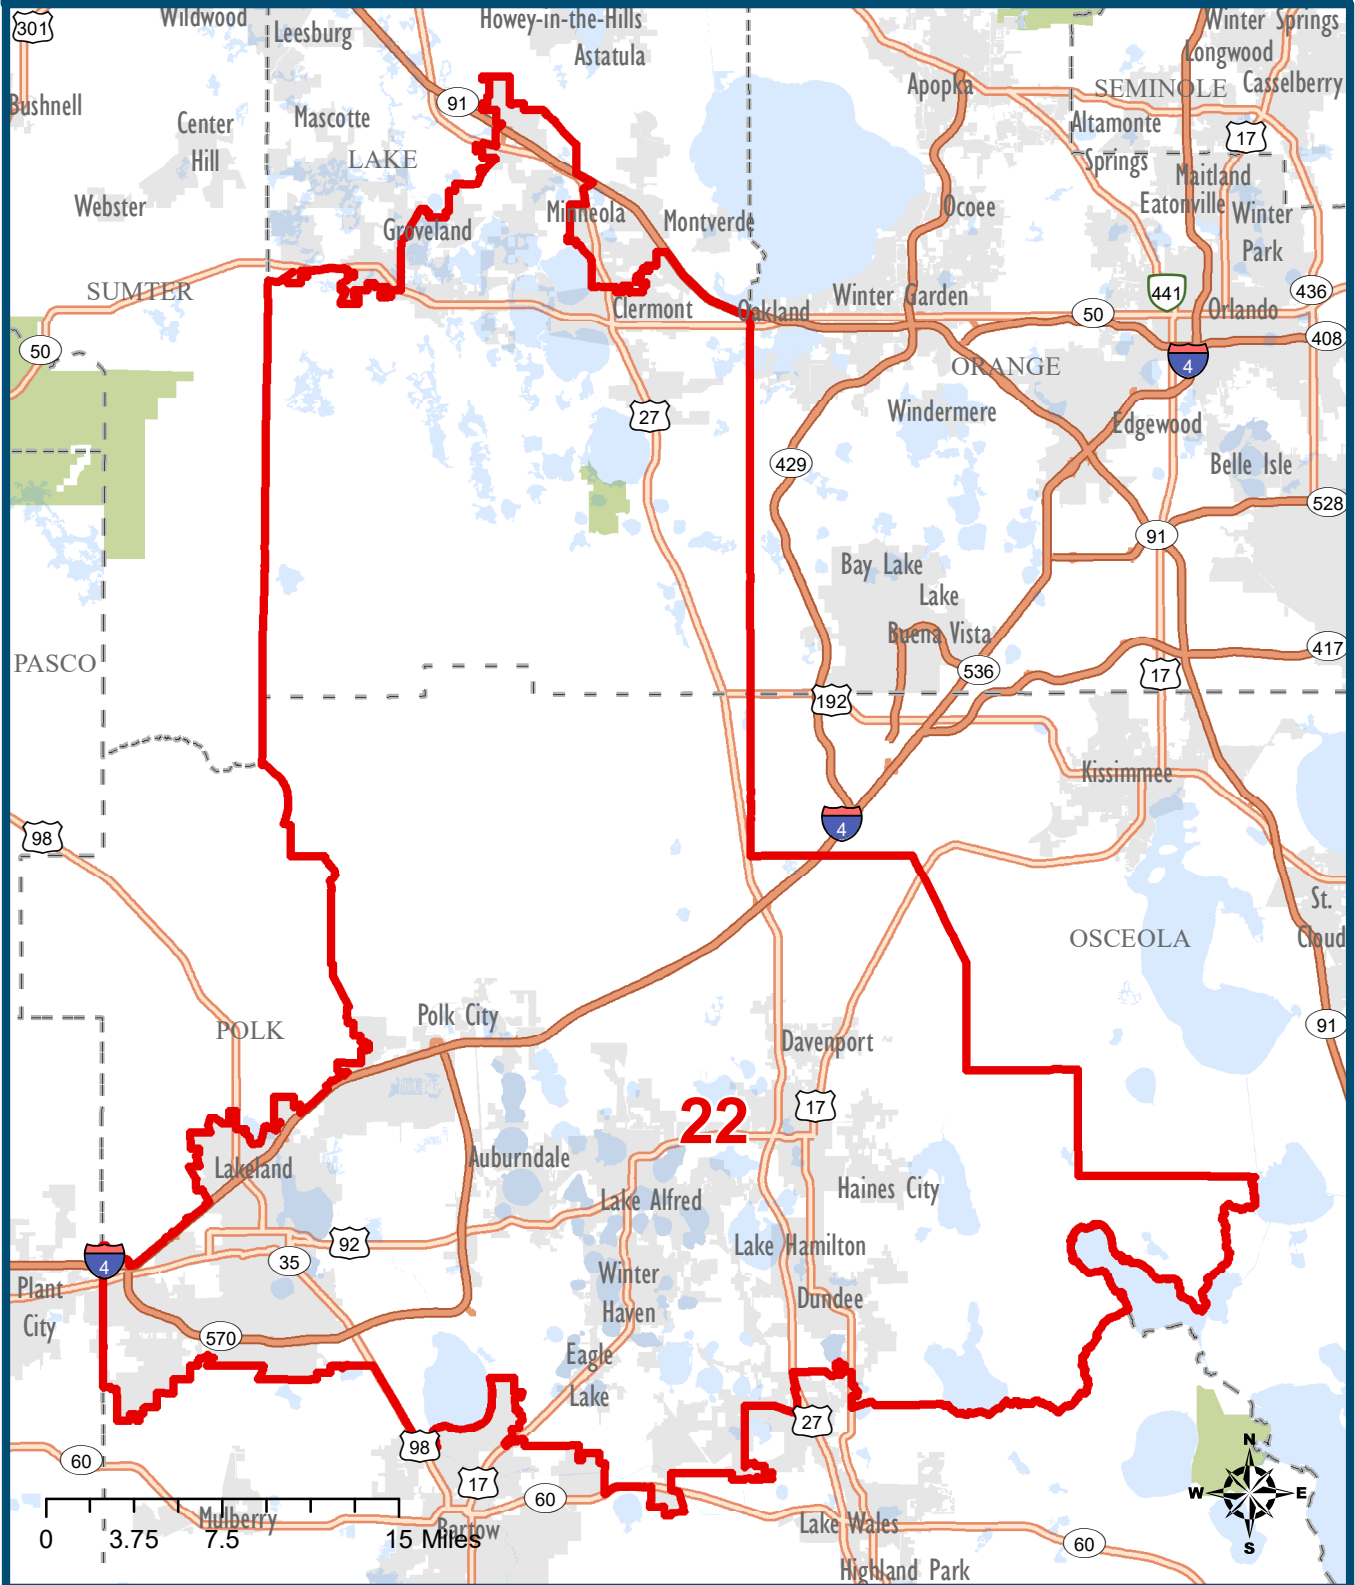 Wildwood
Leesburg
Howey-in-the-Hills
Astatula
Winter Springs
Longwood
Casselberry
301
Bushnell
91
Apopka
SEMINOLE
Center
Hill
Mascotte
LAKE
Altamonte
Springs
17
Maitland
Eatonville
Winter
Park
Webster
Groveland
Minneola
Montverde
Ocoee
SUMTER
Clermont
Oakland
Winter Garden
441
Orlando
436
50
50
408
ORANGE
4
27
Windermere
Edgewood
429
Belle Isle
528
91
Bay Lake
Lake
Buena Vista
PASCO
536
417
17
192
Kissimmee
98
4
St.
Cloud
OSCEOLA
Polk City
POLK
Davenport
91
22
17
Lakeland
Auburndale
Lake Alfred
Haines City
92
Lake Hamilton
35
4
Plant
City
Winter
Haven
Dundee
570
Eagle
Lake
27
98
60
17
60
N
W
E
S
Mulberry
Bartow
Lake Wales
60
Highland Park
0 3.75 7.5 15 Miles